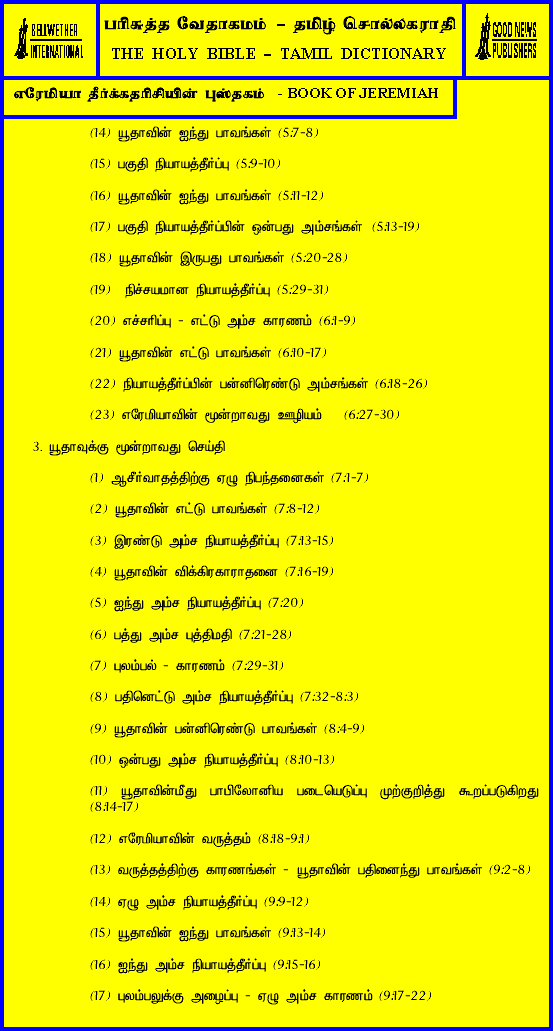 BELLWETHER
INTERNATIONAL
பரிசுத்த வேதாகமம் – தமிழ் சொல்லகராதி
THE HOLY BIBLE – TAMIL DICTIONARY
GOOD NEWS
PUBLISHERS
எரேமியா தீர்க்கதரிசியின் புஸ்தகம் - BOOK OF JEREMIAH
(14) யூதாவின் ஐந்து பாவங்கள் (5:7-8)
(15) பகுதி நியாயத்தீர்ப்பு (5:9-10)
(16) யூதாவின் ஐந்து பாவங்கள் (5:11-12)
(17) பகுதி நியாயத்தீர்ப்பின் ஒன்பது அம்சங்கள் (5:13-19)
(18) யூதாவின் இருபது பாவங்கள் (5:20-28)
(19) நிச்சயமான நியாயத்தீர்ப்பு (5:29-31)
(20) எச்சரிப்பு - எட்டு அம்ச காரணம் (6:1-9)
(21) யூதாவின் எட்டு பாவங்கள் (6:10-17)
(22) நியாயத்தீர்ப்பின் பன்னிரெண்டு அம்சங்கள் (6:18-26)
(23) எரேமியாவின் மூன்றாவது ஊழியம் (6:27-30)
3. யூதாவுக்கு மூன்றாவது செய்தி
(1) ஆசீர்வாதத்திற்கு ஏழு நிபந்தனைகள் (7:1-7)
(2) யூதாவின் எட்டு பாவங்கள் (7:8-12)
(3) இரண்டு அம்ச நியாயத்தீர்ப்பு (7:13-15)
(4) யூதாவின் விக்கிரகாராதனை (7:16-19)
(5) ஐந்து அம்ச நியாயத்தீர்ப்பு (7:20)
(6) பத்து அம்ச புத்திமதி (7:21-28)
(7) புலம்பல் - காரணம் (7:29-31)
(8) பதினெட்டு அம்ச நியாயத்தீர்ப்பு (7:32-8:3)
(9) யூதாவின் பன்னிரெண்டு பாவங்கள் (8:4-9)
(10) ஒன்பது அம்ச நியாயத்தீர்ப்பு (8:10-13)
(11) யூதாவின்மீது பாபிலோனிய படையெடுப்பு முற்குறித்து கூறப்படுகிறது
(8:14-17)
(12) எரேமியாவின் வருத்தம் (8:18-9:1)
(13) வருத்தத்திற்கு காரணங்கள் - யூதாவின் பதினைந்து பாவங்கள் (9:2-8)
(14) ஏழு அம்ச நியாயத்தீர்ப்பு (9:9-12)
(15) யூதாவின் ஐந்து பாவங்கள் (9:13-14)
(16) ஐந்து அம்ச நியாயத்தீர்ப்பு (9:15-16)
(17) புலம்பலுக்கு அழைப்பு - ஏழு அம்ச காரணம் (9:17-22)